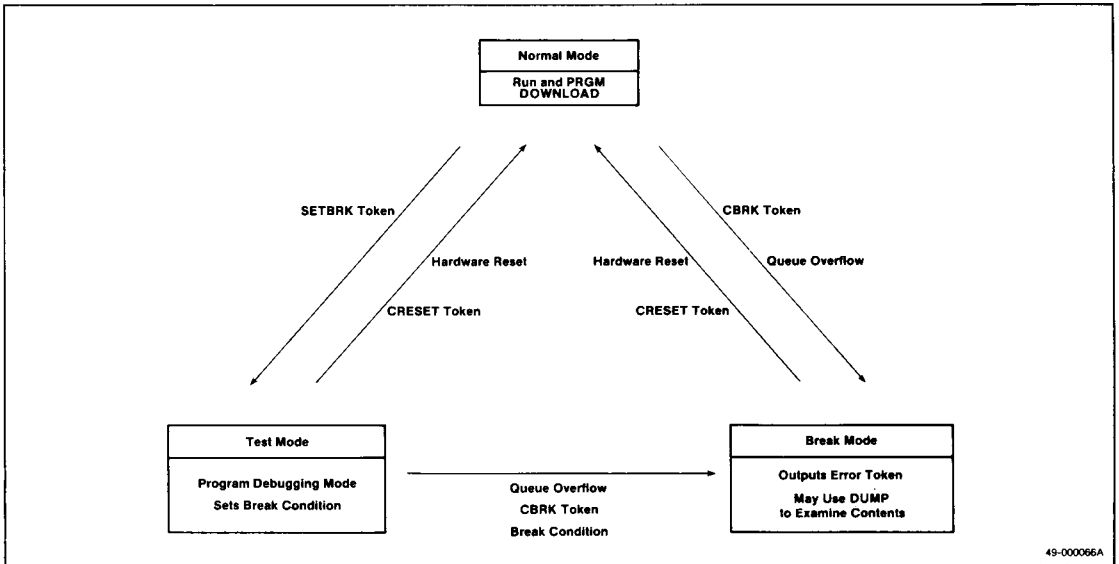 Normal Mode
Run and PRGM
DOWNLOAD
SETBRK Token
CBRK Token
Hardware Reset
Hardware Reset
Queue Overflow
CRESET Token
CRESET Token
Test Mode
Program Debugging Mode
Sets Break Condition
Queue Overflow
CBRK Token
Break Condition
Break Mode
Outputs Error Token
May Use DUMP
to Examine Contents
49-000066A